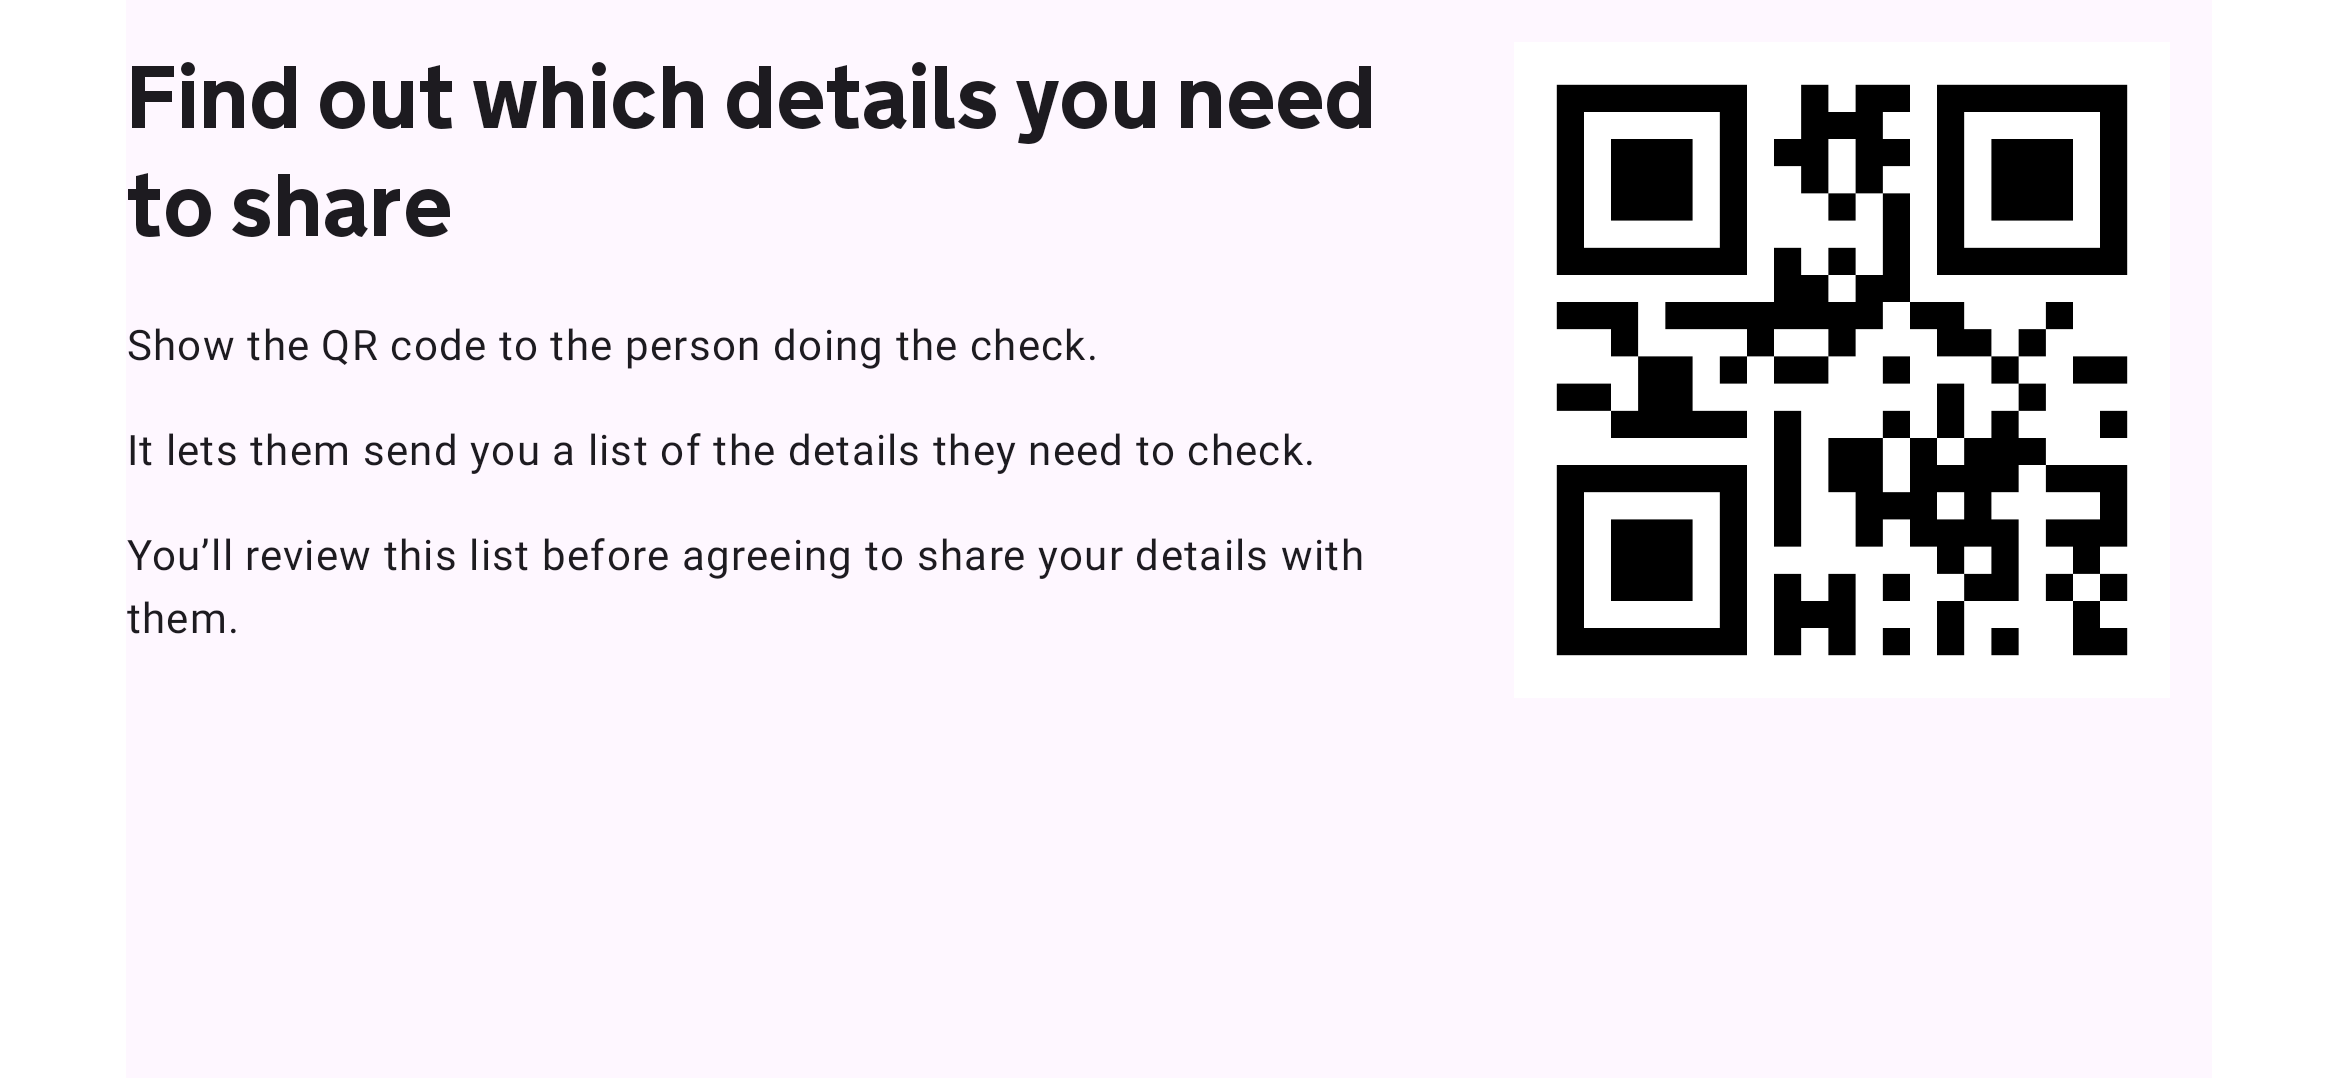 Find out which details you need
to share
Show the QR code to the person doing the check.
It lets them send you a list of the details they need to check.
You’ll review this list before agreeing to share your details with
them.